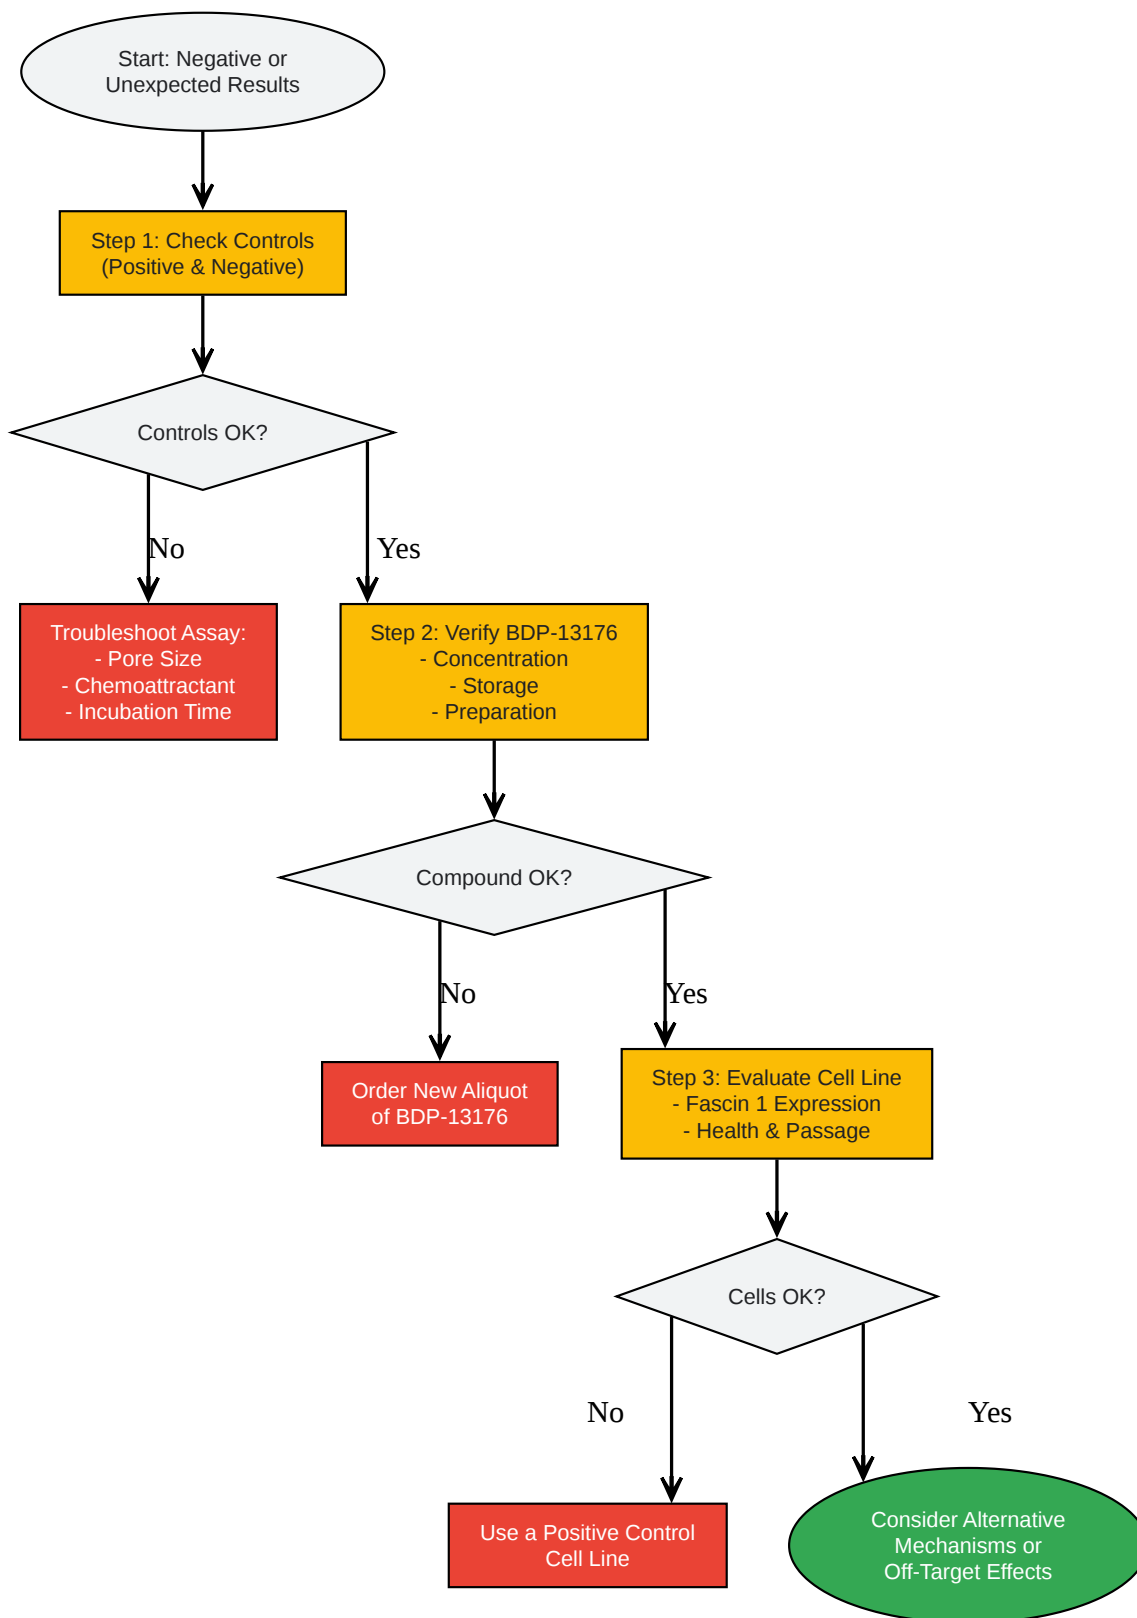 Start: Negative or
Unexpected Results
Step 1: Check Controls
(Positive & Negative)
Controls OK?
No
Yes
Troubleshoot Assay:
- Pore Size
- Chemoattractant
- Incubation Time
Step 2: Verify BDP-13176
- Concentration
- Storage
- Preparation
Compound OK?
No
Yes
Order New Aliquot
of BDP-13176
Step 3: Evaluate Cell Line
- Fascin 1 Expression
- Health & Passage
Cells OK?
No
Yes
Use a Positive Control
Cell Line
Consider Alternative
Mechanisms or
Off-Target Effects